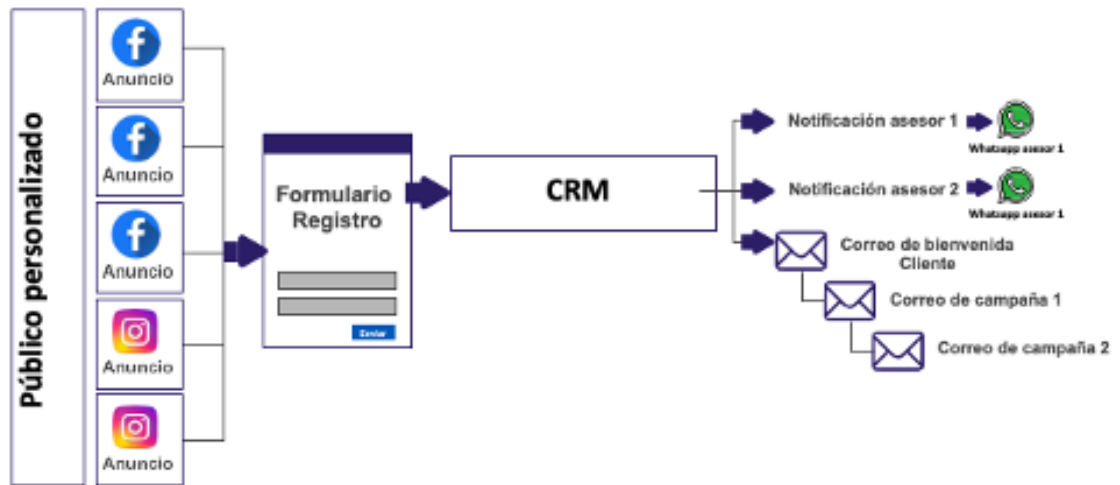 Público personalizado
Anuncio
Anuncio
Anuncio
Anuncio
Anuncio
Formulario
Registro
Enviar
CRM
Notificación asesor 1
Whatsapp asesor 1
Notificación asesor 2
Whatsapp asesor 1
Correo de bienvenida
Cliente
Correo de campaña 1
Correo de campaña 2